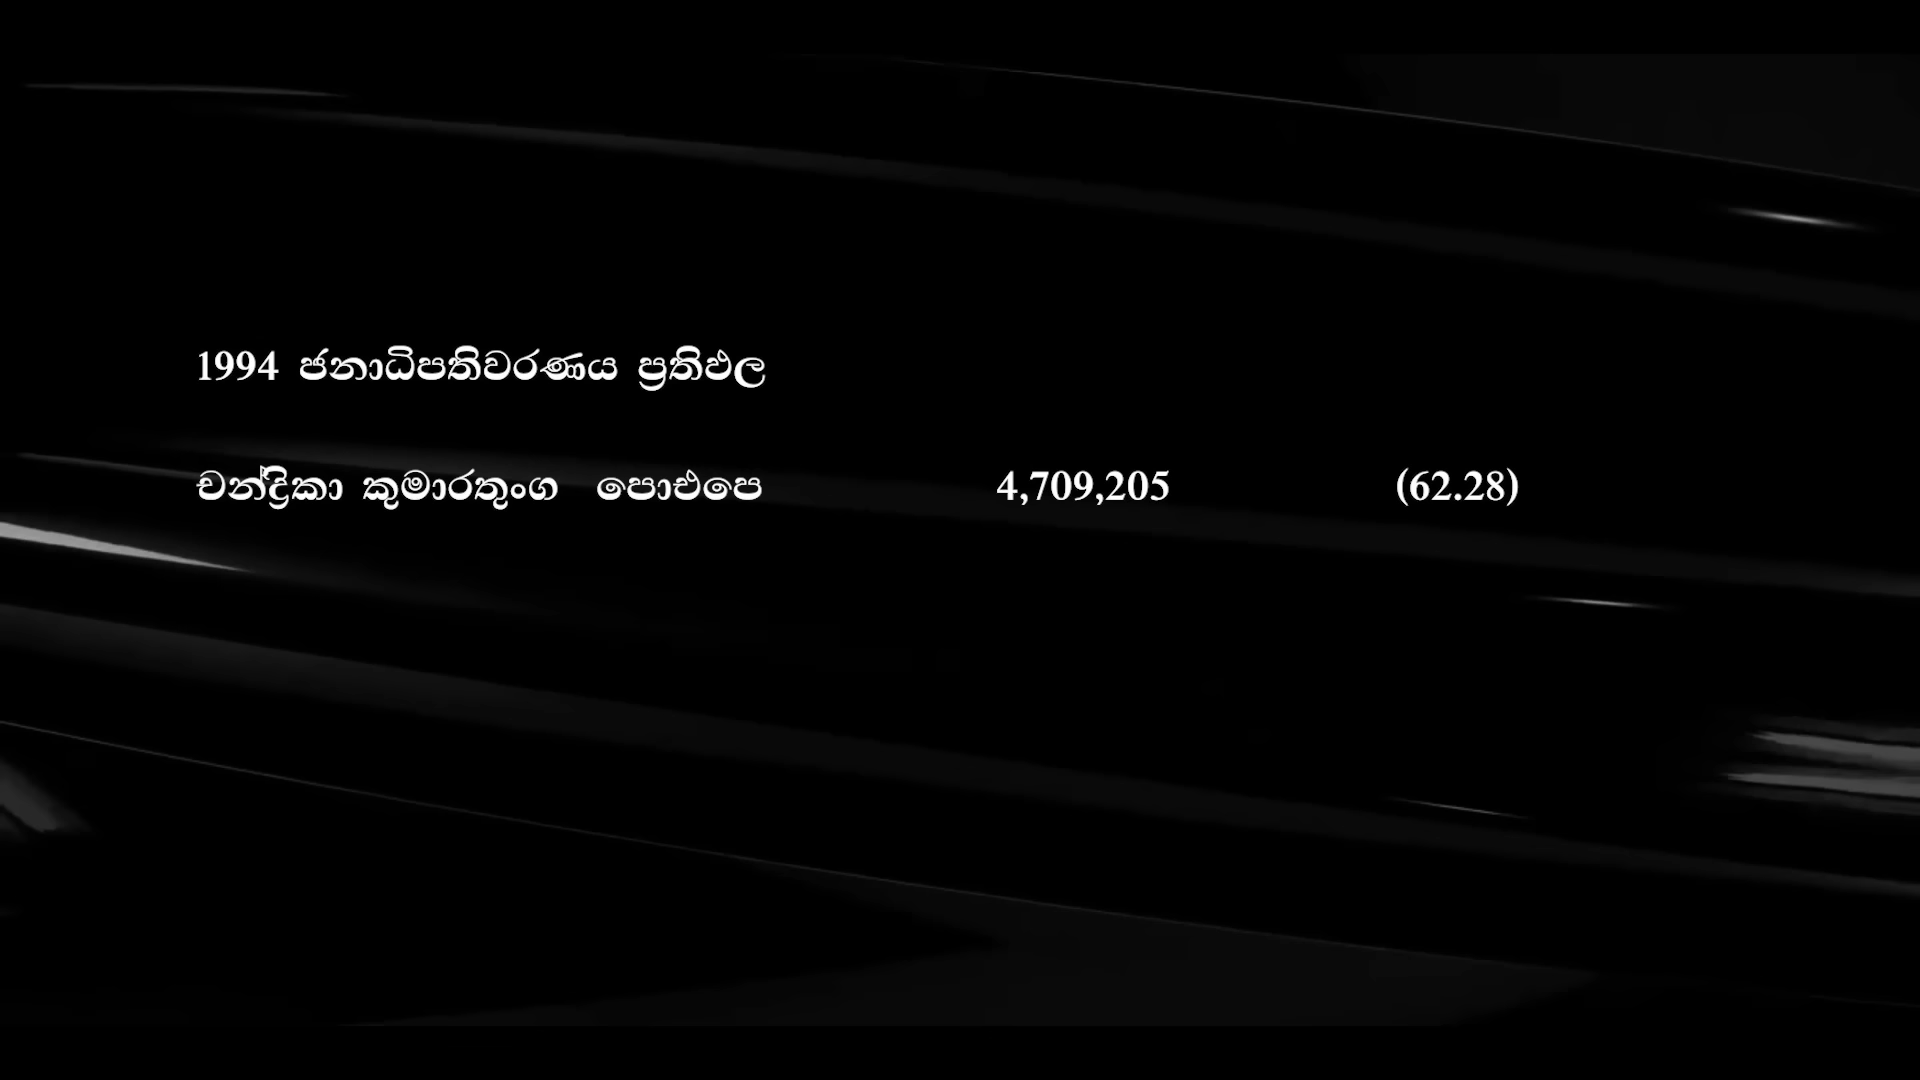 1994 ජනාධිපතිවරණය ප්‍රතිඵල
චන්ද්‍රිකා කුමාරතුංග පොඑපෙ 4,709,205 (62.28)